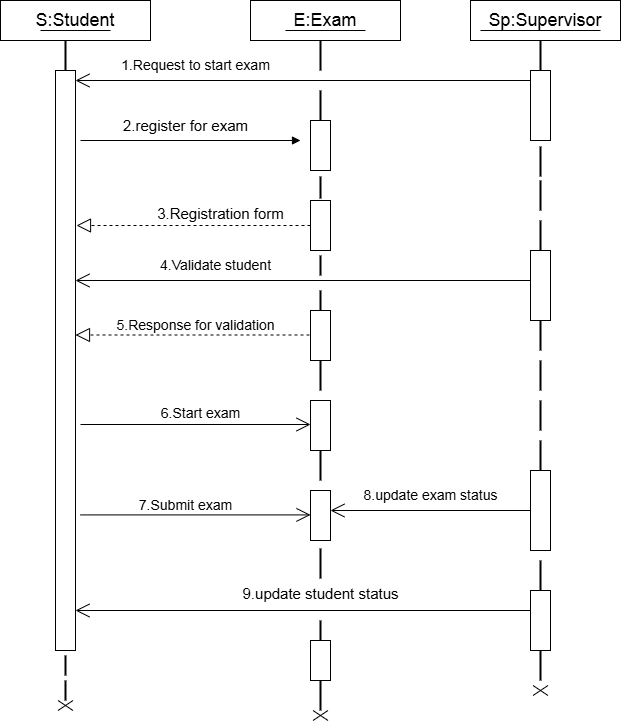 S:Student
E:Exam
Sp:Supervisor
1.Request to start exam
2.register for exam
3.Registration form
4.Validate student
5.Response for validation
6.Start exam
7.Submit exam
8.update exam status
9.update student status